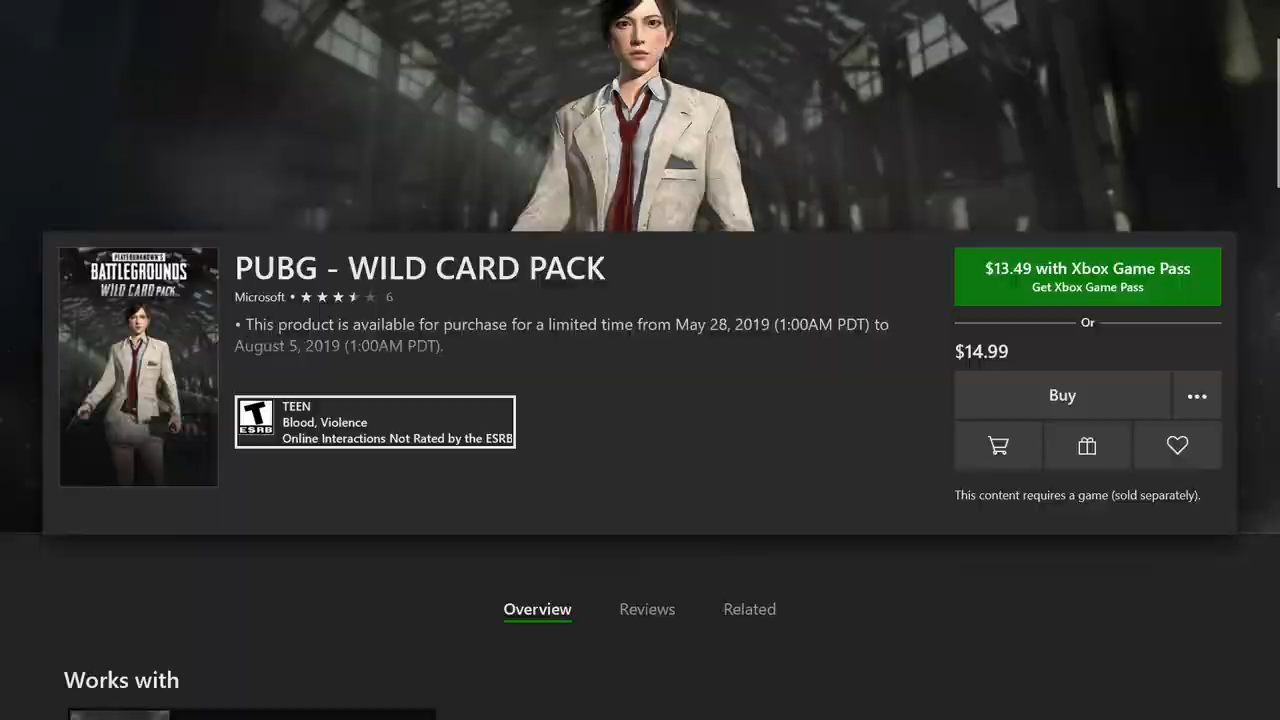 PLAYERUNKNOWN'S
BATTLEGROUNDS
WILD CARD PACK
PUBG - WILD CARD PACK
Microsoft • 6
• This product is available for purchase for a limited time from May 28, 2019 (1:00AM PDT) to
August 5, 2019 (1:00AM PDT).
T
ESRB
TEEN
Blood, Violence
Online Interactions Not Rated by the ESRB
$13.49 with Xbox Game Pass
Get Xbox Game Pass
Or
$14.99
Buy
This content requires a game (sold separately).
Overview
Reviews
Related
Works with